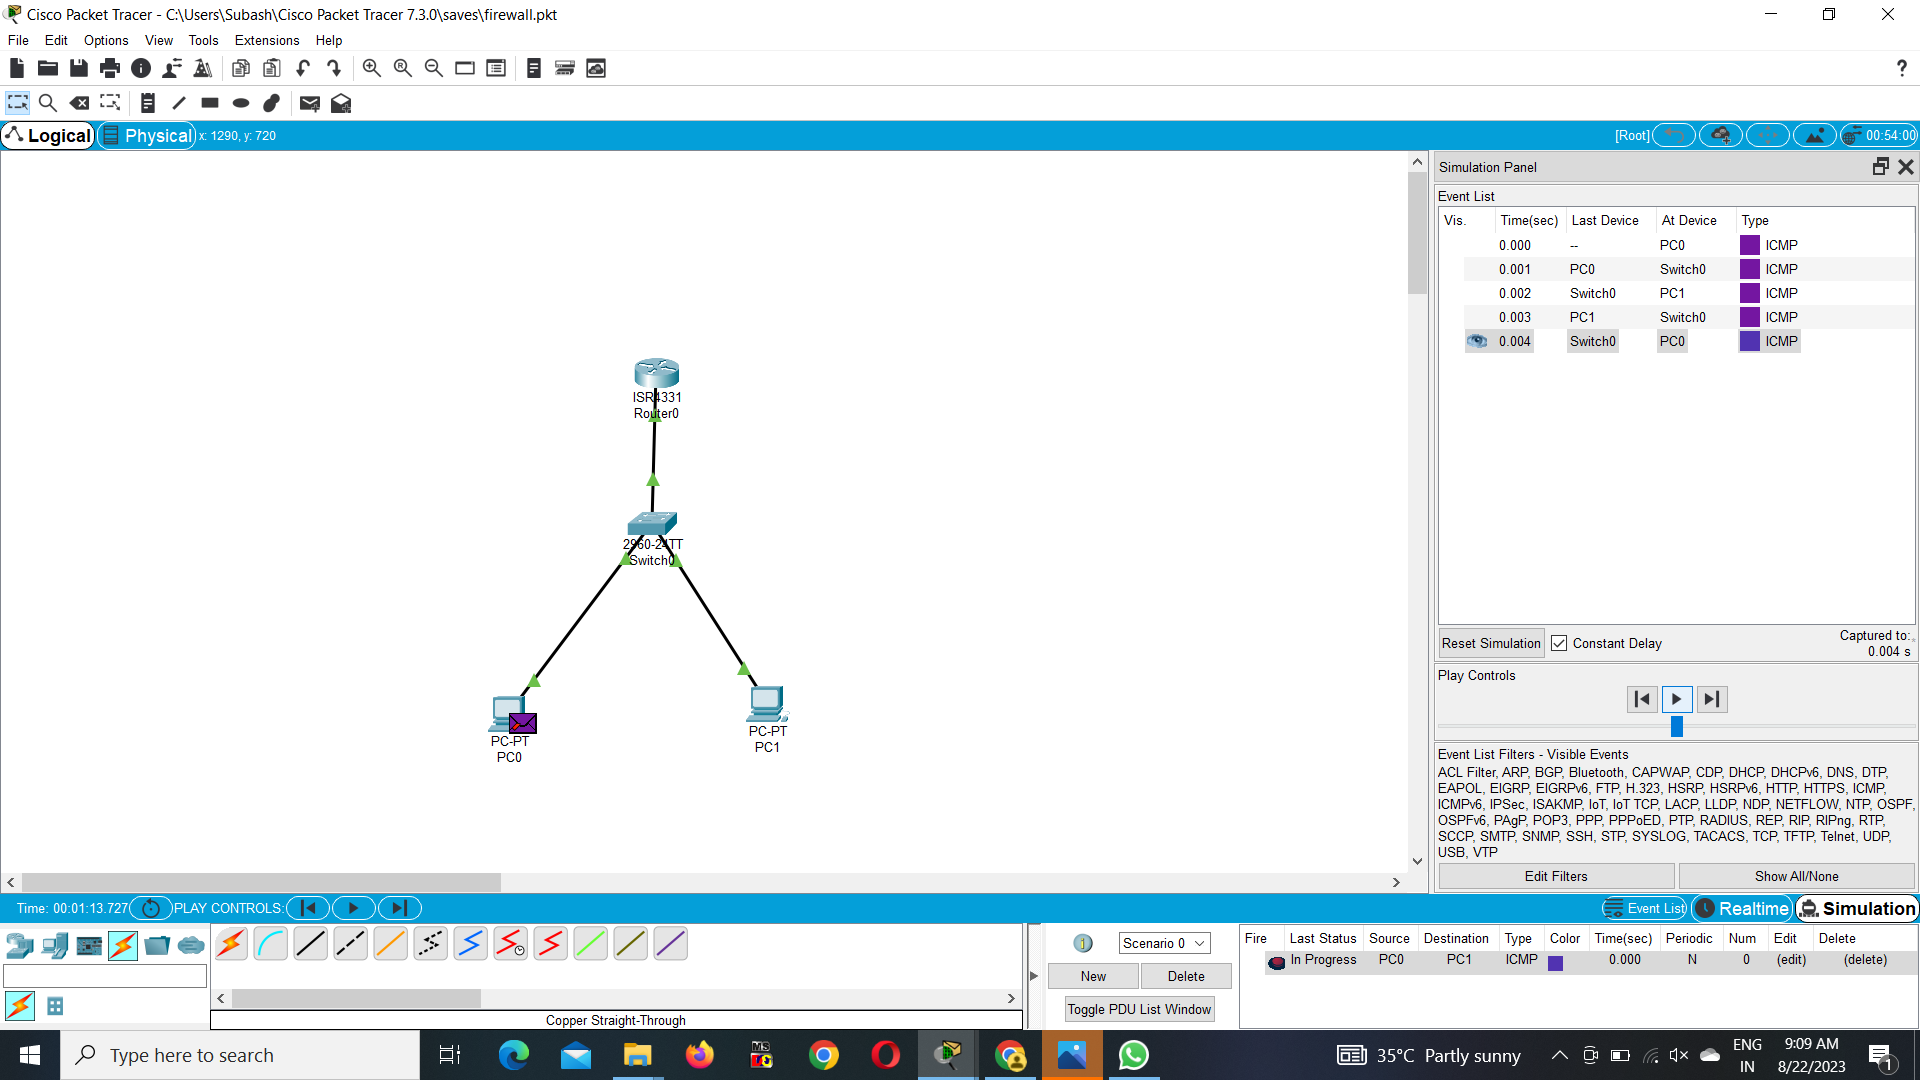 Cisco Packet Tracer - C:\Users\Subash\Cisco Packet Tracer 7.3.0\saves\firewall.pkt
File Edit Options View Tools Extensions Help
?
Logical Physical x: 1290, y: 720 [Root] 00:54:00
ISR4331
Router0
2960-24TT
Switch0
PC-PT
PC0
PC-PT
PC1
Simulation Panel
Event List
Vis. Time(sec) Last Device At Device Type
0.000 -- PC0 ICMP
0.001 PC0 Switch0 ICMP
0.002 Switch0 PC1 ICMP
0.003 PC1 Switch0 ICMP
0.004 Switch0 PC0 ICMP
Reset Simulation Constant Delay Captured to:
0.004 s
Play Controls
Event List Filters - Visible Events
ACL Filter, ARP, BGP, Bluetooth, CAPWAP, CDP, DHCP, DHCPv6, DNS, DTP,
EAPOL, EIGRP, EIGRPv6, FTP, H.323, HSRP, HSRPv6, HTTP, HTTPS, ICMP,
ICMPv6, IPSec, ISAKMP, IoT, IoT TCP, LACP, LLDP, NDP, NETFLOW, NTP, OSPF,
OSPFv6, PAgP, POP3, PPP, PPPoED, PTP, RADIUS, REP, RIP, RIPng, RTP,
SCCP, SMTP, SNMP, SSH, STP, SYSLOG, TACACS, TCP, TFTP, Telnet, UDP,
USB, VTP
Edit Filters Show All/None
Time: 00:01:13.727 PLAY CONTROLS: Event List Realtime Simulation
Scenario 0
New Delete
Toggle PDU List Window
Fire Last Status Source Destination Type Color Time(sec) Periodic Num Edit Delete
In Progress PC0 PC1 ICMP 0.000 N 0 (edit) (delete)
Copper Straight-Through
Type here to search
35°C Partly sunny
ENG
IN
9:09 AM
8/22/2023
1